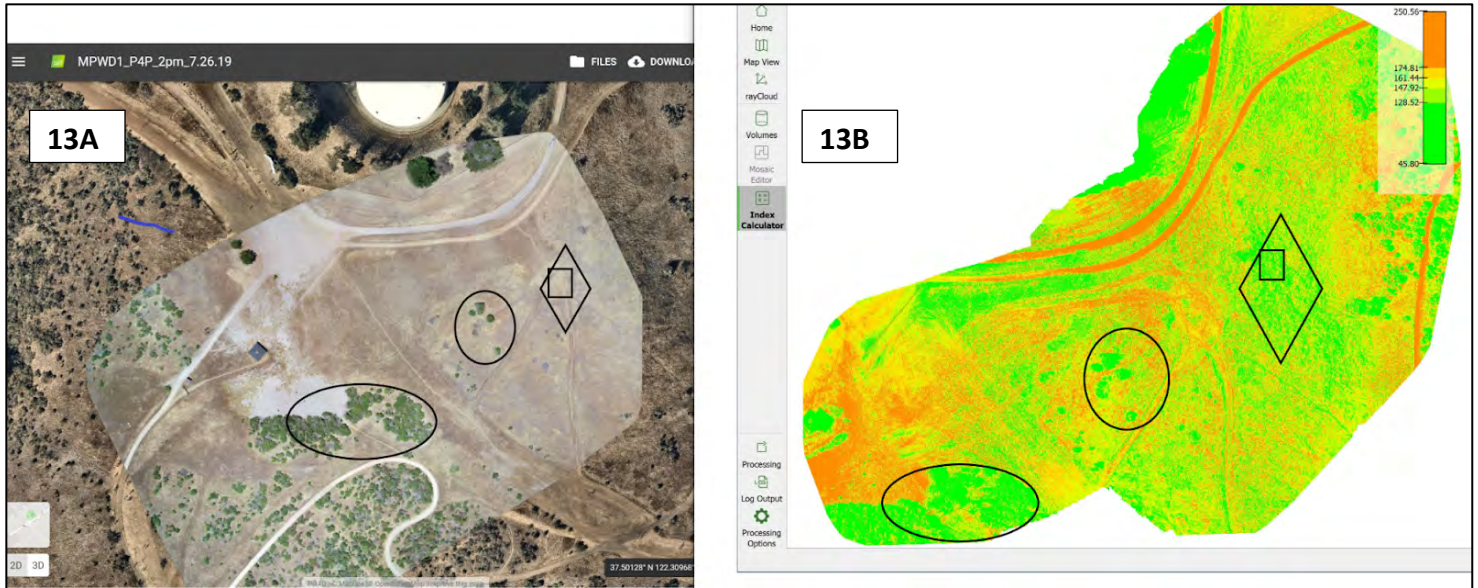 MPWD1_P4P_2pm_7.26.19
FILES
DOWNLOA
13A
2D
3D
37.50128° N 122.30968°
Home
Map View
rayCloud
Volumes
Mosaic
Editor
Index
Calculator
Processing
Log Output
Processing
Options
13B
250.56
174.81
161.44
147.92
128.52
45.80